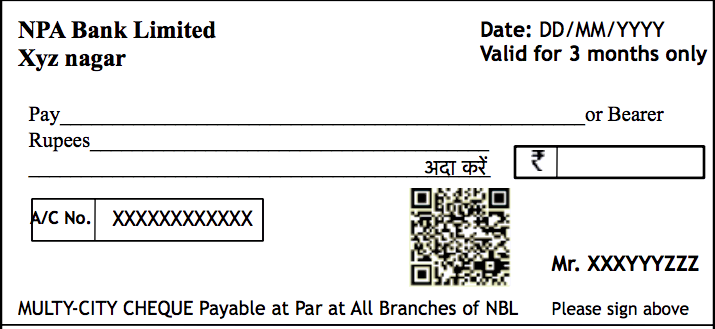 NPA Bank Limited
Xyz nagar
Date: DD/MM/YYYY
Valid for 3 months only
Pay or Bearer
Rupees
अदा करें
₹
A/C No. XXXXXXXXXXXX
Mr. XXXYYYZZZ
MULTY-CITY CHEQUE Payable at Par at All Branches of NBL
Please sign above